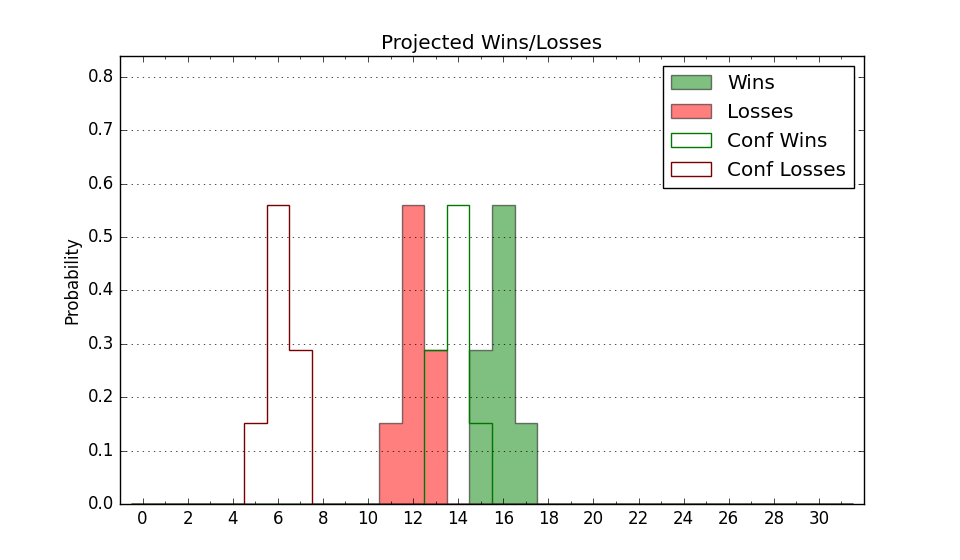 Projected Wins/Losses
Wins
Losses
Conf Wins
Conf Losses
Probability
0.8
0.7
0.6
0.5
0.4
0.3
0.2
0.1
0.0
0 2 4 6 8 10 12 14 16 18 20 22 24 26 28 30